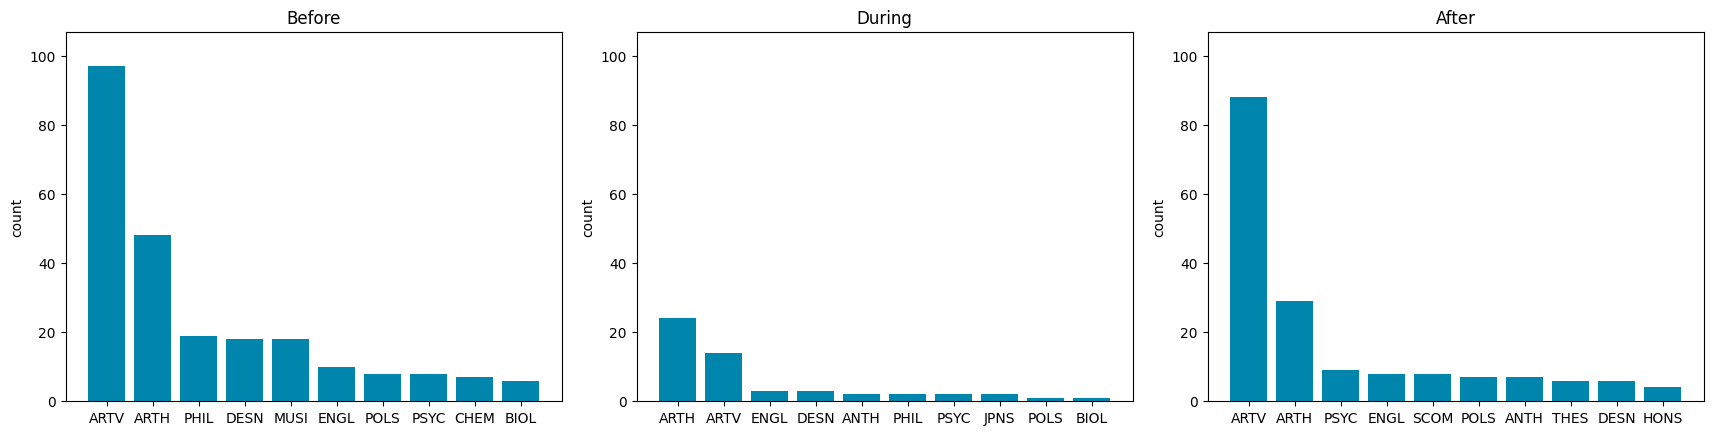 Before
count
100
80
60
40
20
0
ARTV ARTH PHIL DESN MUSI ENGL POLS PSYC CHEM BIOL
During
count
100
80
60
40
20
0
ARTH ARTV ENGL DESN ANTH PHIL PSYC JPNS POLS BIOL
After
count
100
80
60
40
20
0
ARTV ARTH PSYC ENGL SCOM POLS ANTH THES DESN HONS